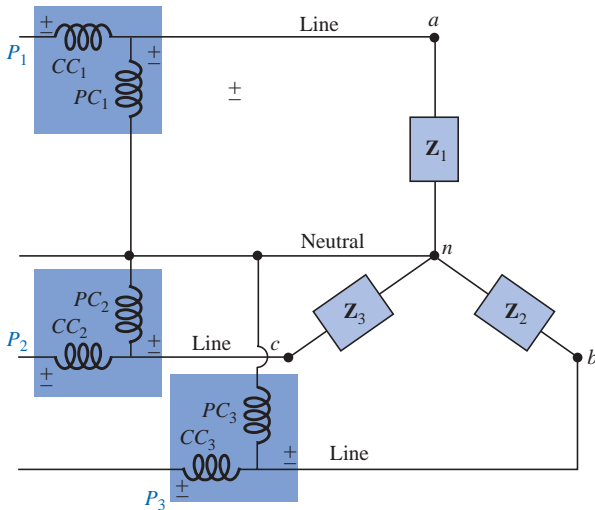 ± Line a
P₁ CC₁ ±
PC₁ ±
Z₁
Neutral n
PC₂
CC₂ Z₃ Z₂
P₂ ± Line c b
±
PC₃
CC₃
± Line
P₃ ±